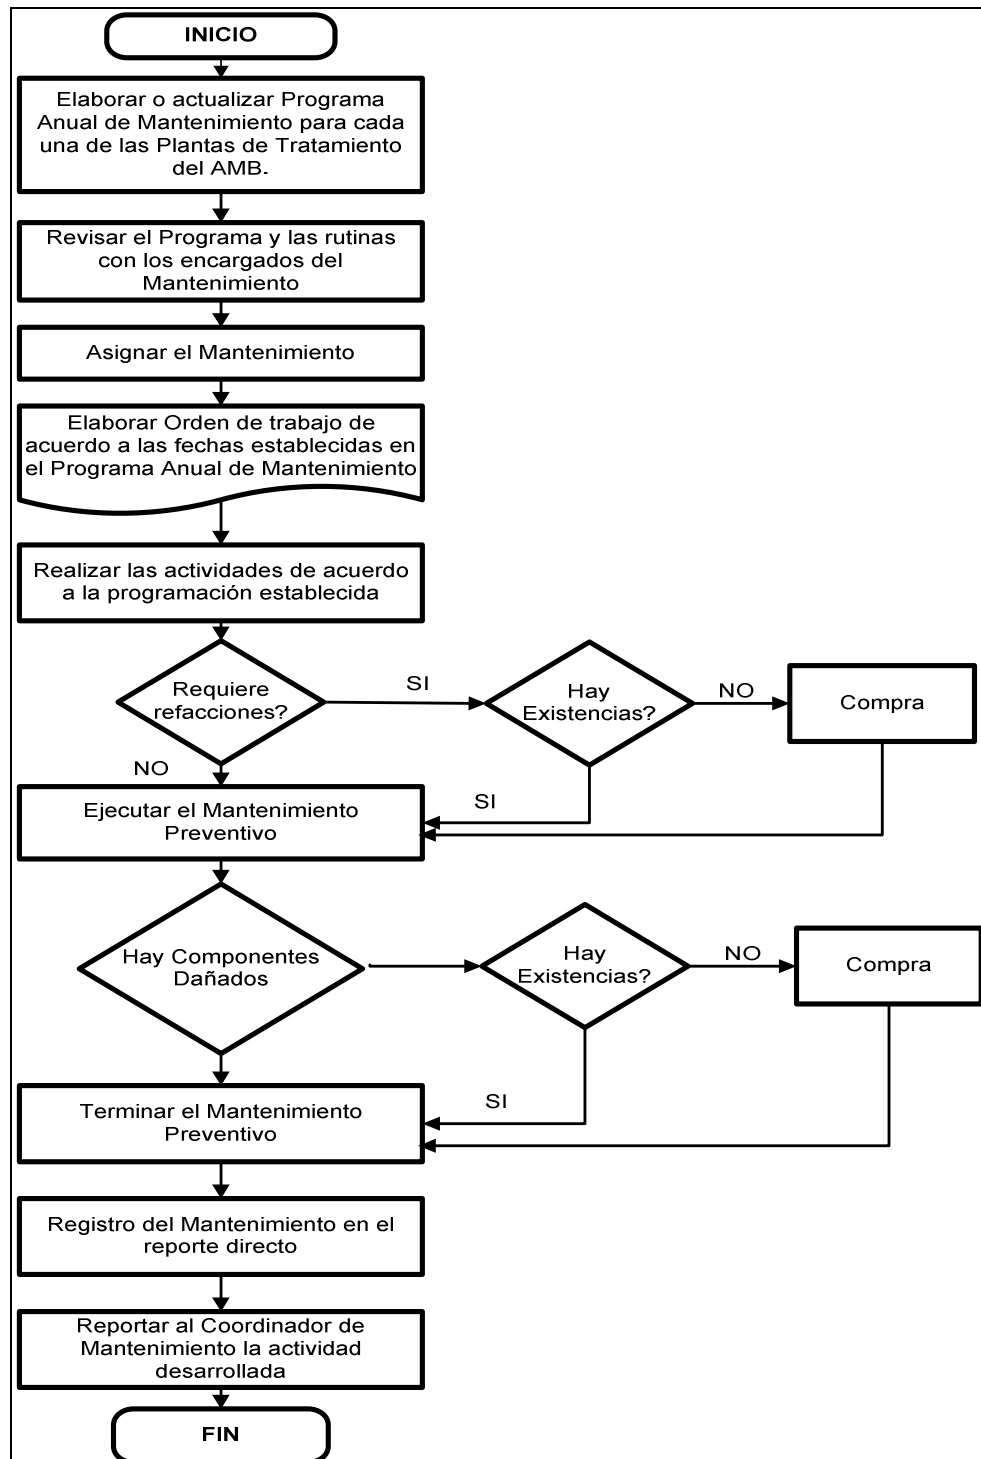 INICIO
Elaborar o actualizar Programa
Anual de Mantenimiento para cada
una de las Plantas de Tratamiento
del AMB.
Revisar el Programa y las rutinas
con los encargados del
Mantenimiento
Asignar el Mantenimiento
Elaborar Orden de trabajo de
acuerdo a las fechas establecidas en
el Programa Anual de Mantenimiento
Realizar las actividades de acuerdo
a la programación establecida
Requiere
refacciones?
SI
Hay
Existencias?
NO
Compra
NO
SI
Ejecutar el Mantenimiento
Preventivo
Hay Componentes
Dañados
Hay
Existencias?
NO
Compra
SI
Terminar el Mantenimiento
Preventivo
Registro del Mantenimiento en el
reporte directo
Reportar al Coordinador de
Mantenimiento la actividad
desarrollada
FIN